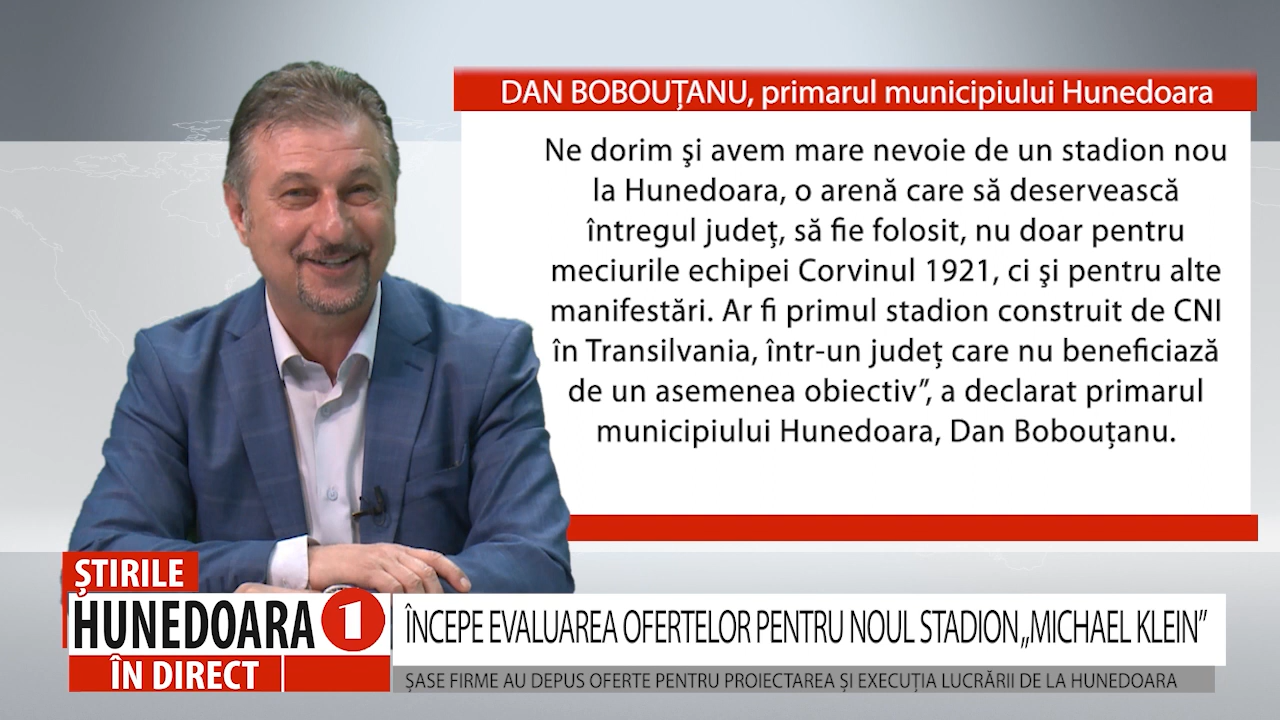 DAN BOBOUȚANU, primarul municipiului Hunedoara
Ne dorim şi avem mare nevoie de un stadion nou
la Hunedoara, o arenă care să deservească
întregul județ, să fie folosit, nu doar pentru
meciurile echipei Corvinul 1921, ci şi pentru alte
manifestări. Ar fi primul stadion construit de CNI
în Transilvania, într-un județ care nu beneficiază
de un asemenea obiectiv”, a declarat primarul
municipiului Hunedoara, Dan Bobouțanu.
ȘTIRILE
HUNEDOARA 1
ÎN DIRECT
ÎNCEPE EVALUAREA OFERTELOR PENTRU NOUL STADION „MICHAEL KLEIN”
ȘASE FIRME AU DEPUS OFERTE PENTRU PROIECTAREA ȘI EXECUȚIA LUCRĂRII DE LA HUNEDOARA